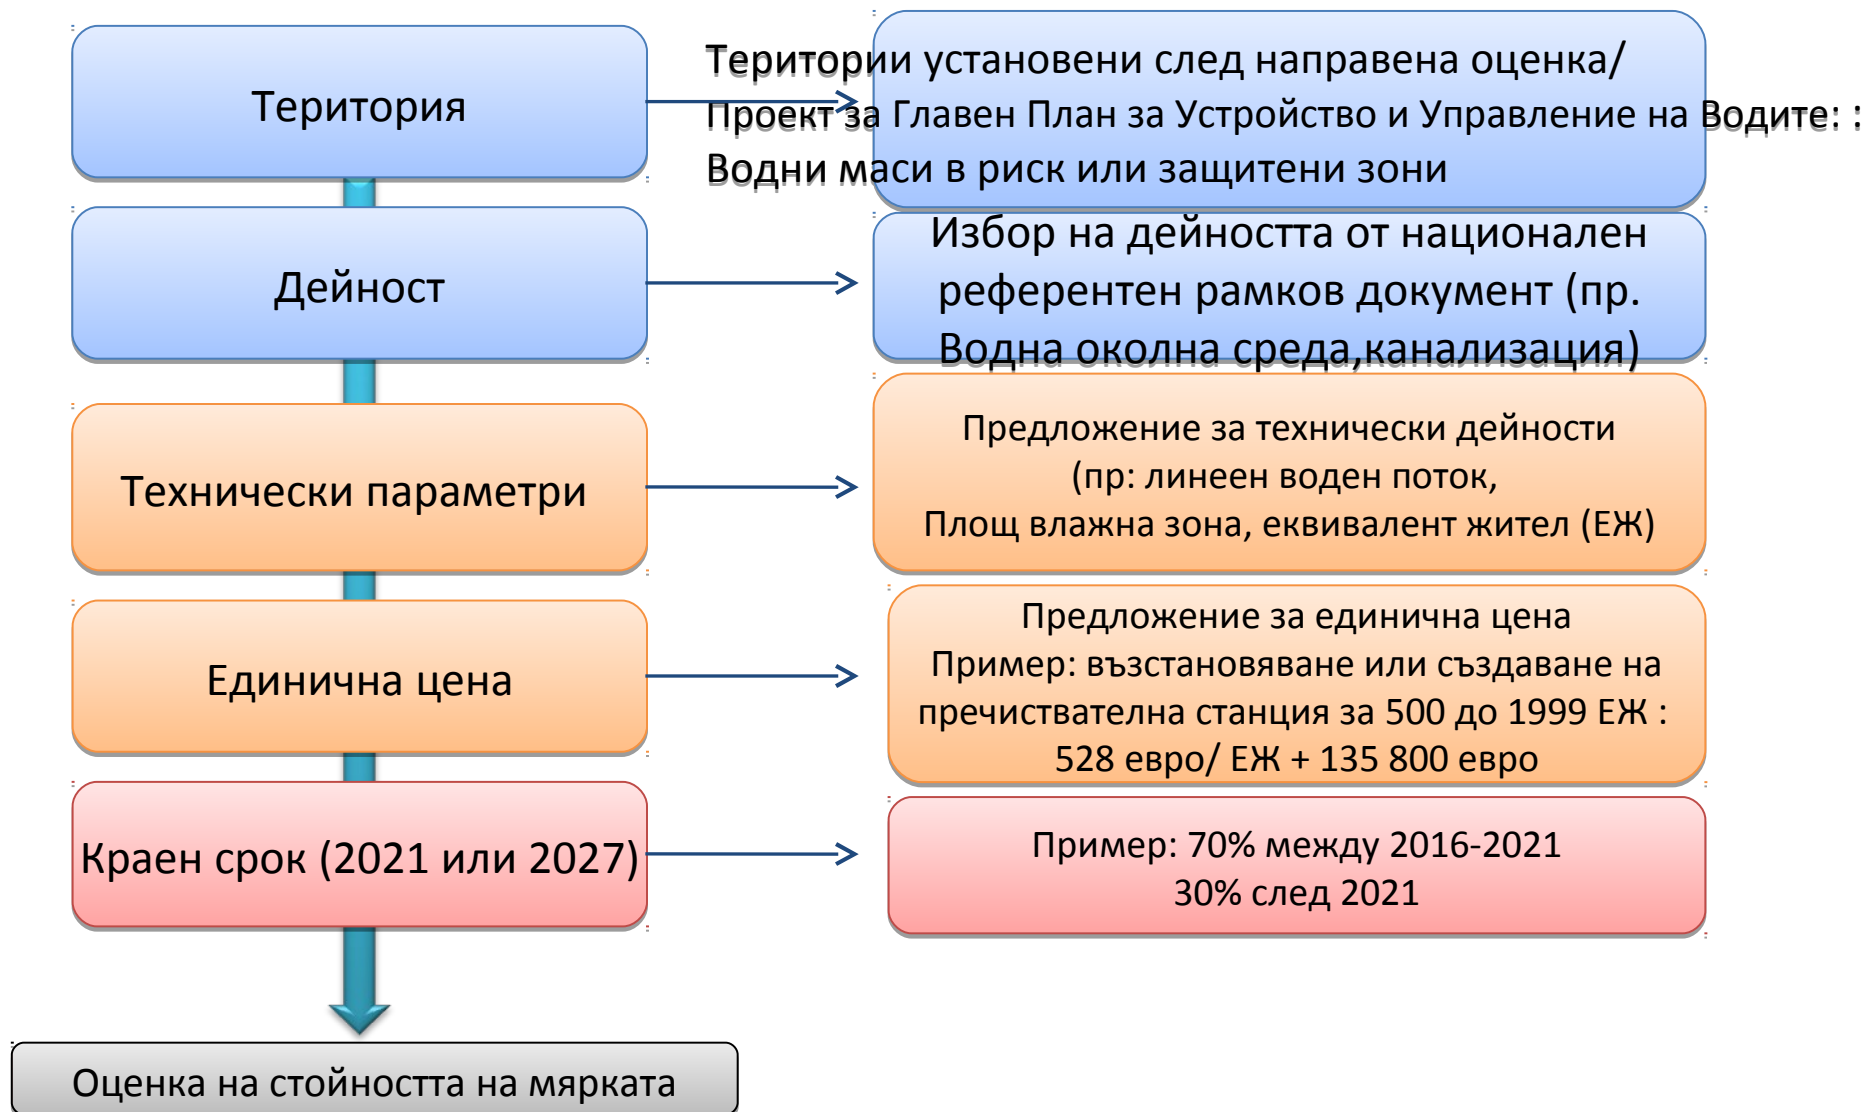 Територия
Територии установени след направена оценка/
Проект за Главен План за Устройство и Управление на Водите: :
Водни маси в риск или защитени зони
Дейност
Избор на дейността от национален
референтен рамков документ (пр.
Водна околна среда,канализация)
Технически параметри
Предложение за технически дейности
(пр: линеен воден поток,
Площ влажна зона, еквивалент жител (ЕЖ)
Единична цена
Предложение за единична цена
Пример: възстановяване или създаване на
пречиствателна станция за 500 до 1999 ЕЖ :
528 евро/ ЕЖ + 135 800 евро
Краен срок (2021 или 2027)
Пример: 70% между 2016-2021
30% след 2021
Оценка на стойността на мярката